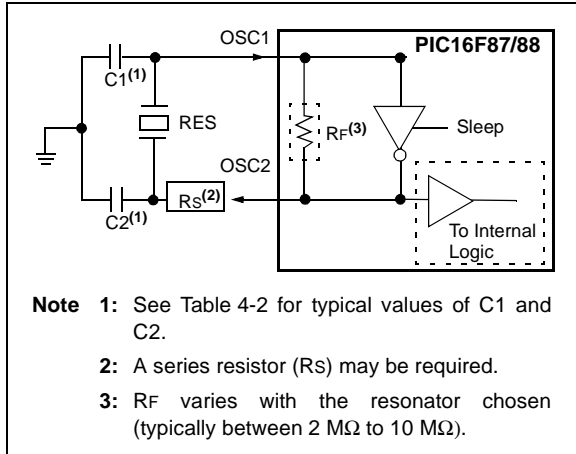 OSC1
PIC16F87/88
C1(1)
RES
RF(3)
Sleep
OSC2
C2(1)
RS(2)
To Internal
Logic
Note 1: See Table 4-2 for typical values of C1 and
C2.
2: A series resistor (RS) may be required.
3: RF varies with the resonator chosen
(typically between 2 MΩ to 10 MΩ).